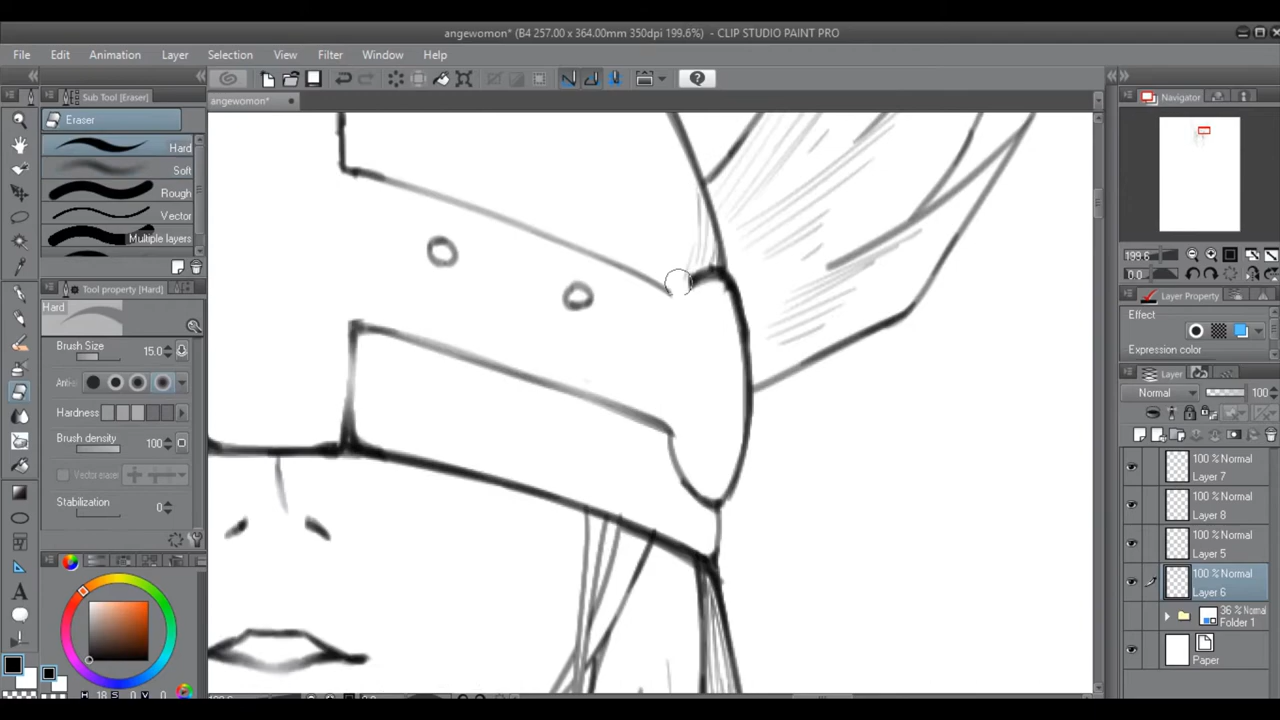 angewomon* (B4 257.00 x 364.00mm 350dpi 199.6%) - CLIP STUDIO PAINT PRO
File Edit Animation Layer Selection View Filter Window Help
Sub Tool [Eraser]
angewomon*
Navigator
Eraser
Hard
Soft
Rough
Vector
Multiple layers
199.6
0.0
Tool property [Hard]
Layer Property
Hard
Effect
Brush Size 15.0
Expression color
Anti-
Layer
Hardness
Normal 100
Brush density 100
100 % Normal
Layer 7
Vector eraser
100 % Normal
Layer 8
Stabilization 0
100 % Normal
Layer 5
100 % Normal
Layer 6
36 % Normal
Folder 1
Paper
H 18 S 0 V 0